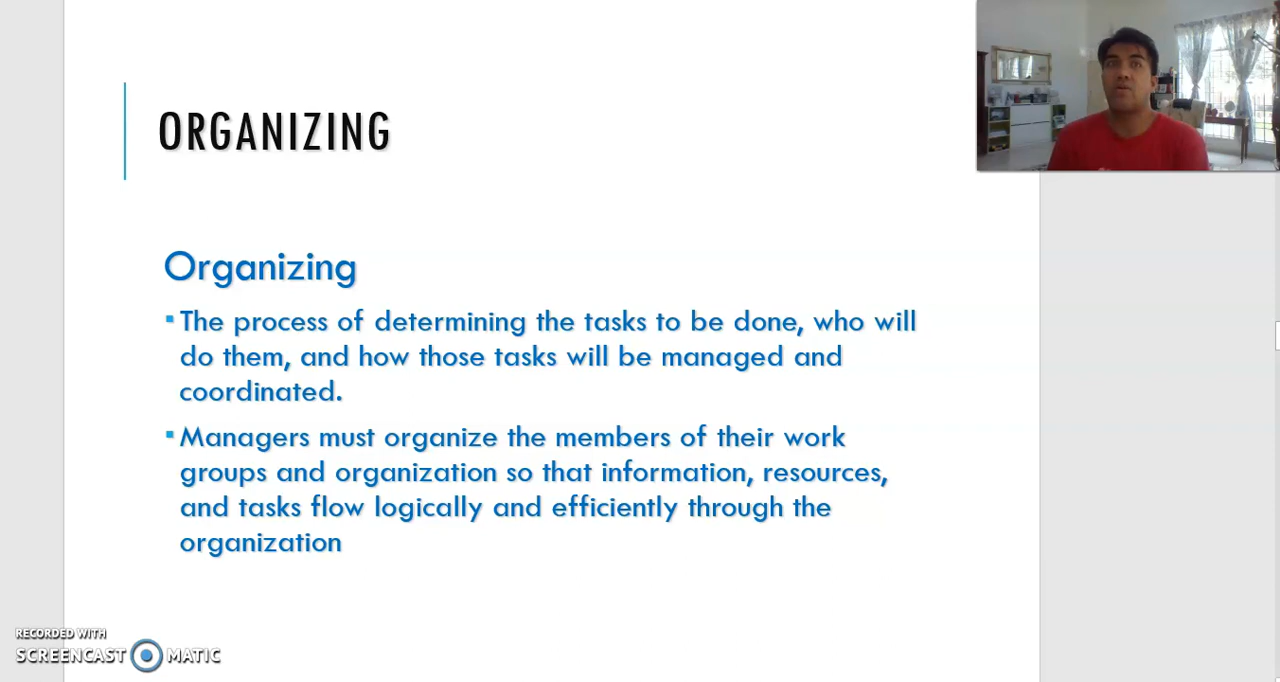 ORGANIZING
Organizing
▪ The process of determining the tasks to be done, who will
do them, and how those tasks will be managed and
coordinated.
▪ Managers must organize the members of their work
groups and organization so that information, resources,
and tasks flow logically and efficiently through the
organization
RECORDED WITH
SCREENCAST MATIC